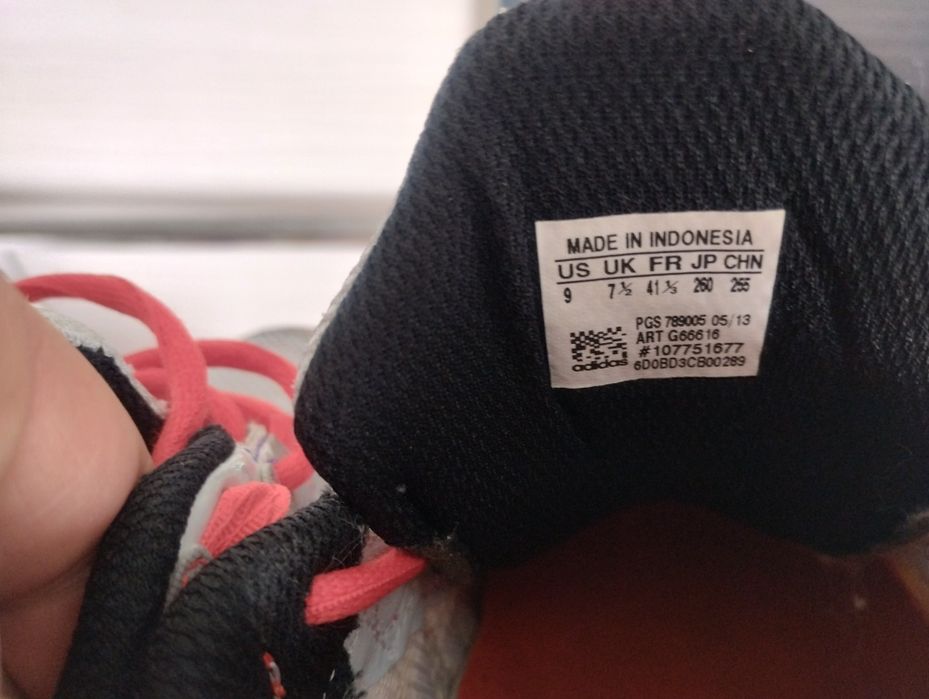 MADE IN INDONESIA
US UK FR JP CHN
9 7½ 41⅓ 260 255
PGS 789005 05/13
ART G66616
#107751677
adidas 6D0BD3CB00289